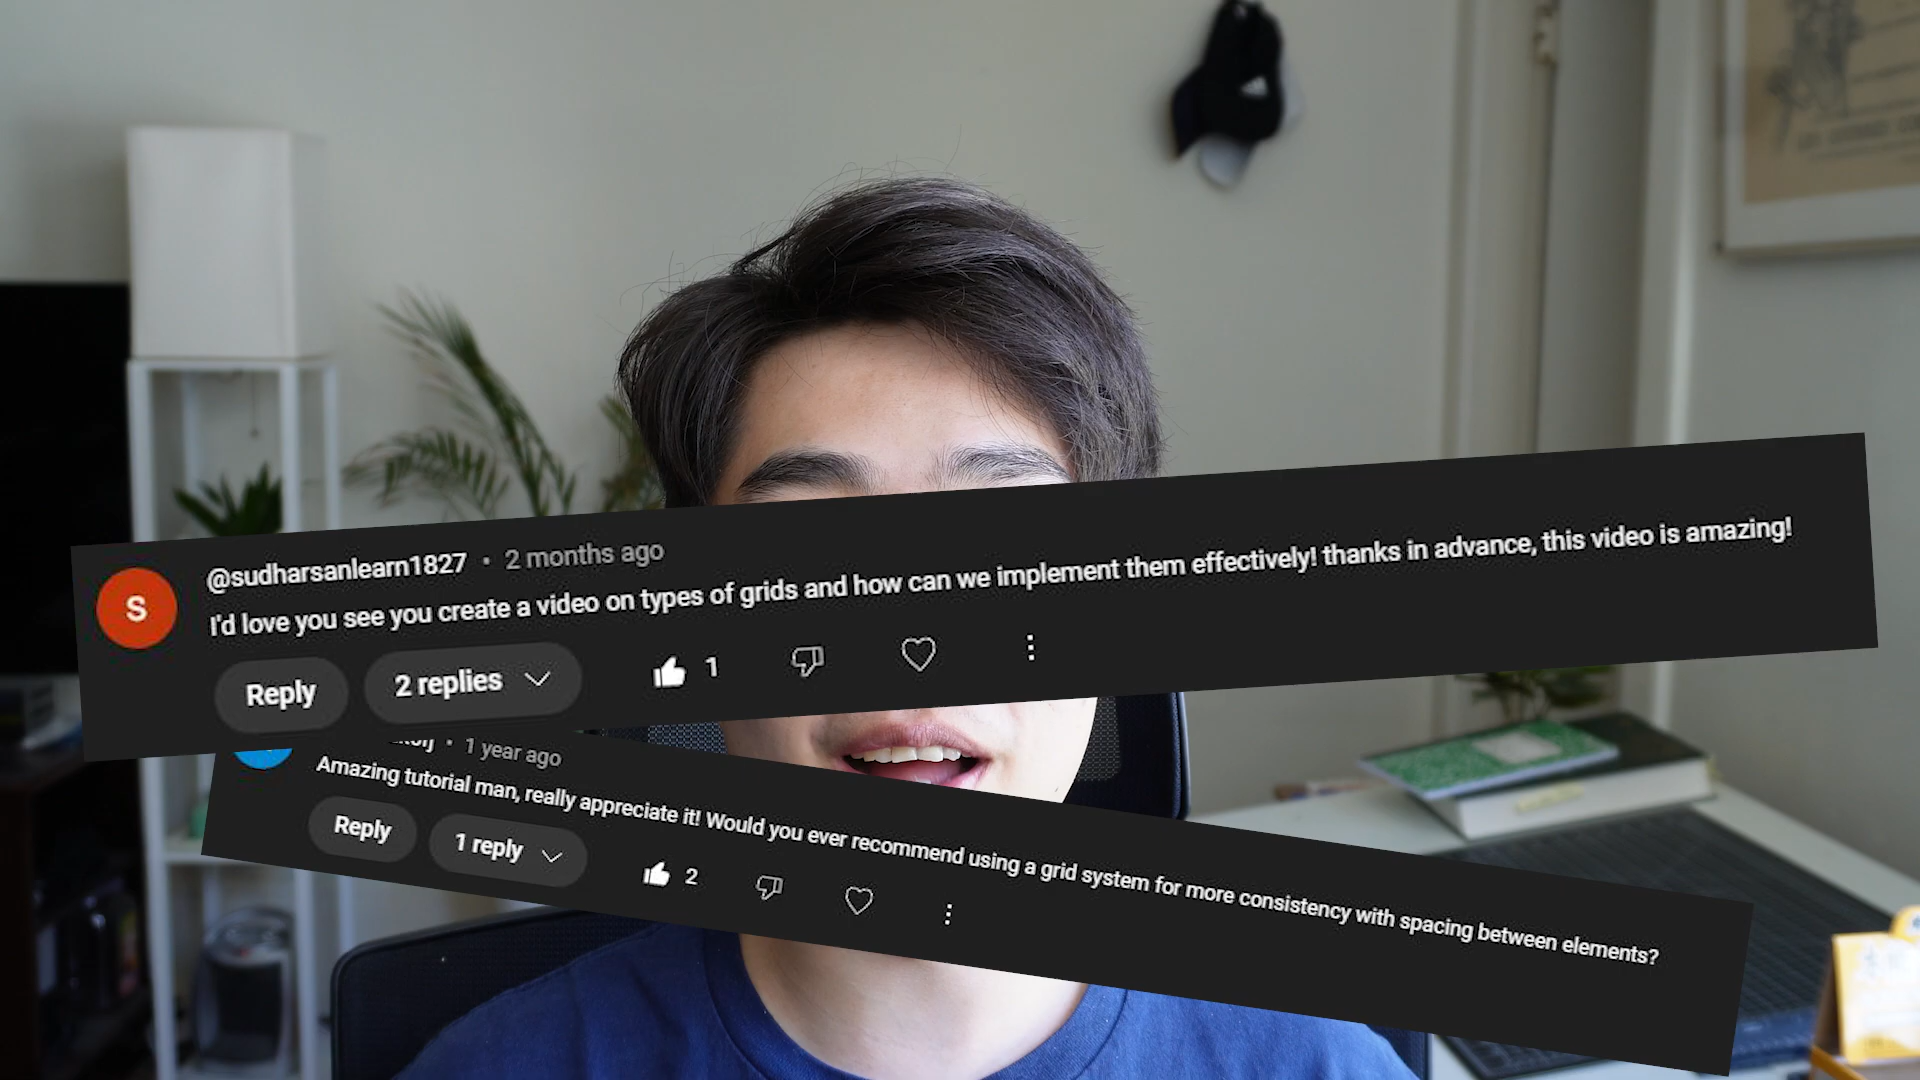 @sudharsanlearn1827 • 2 months ago
I'd love you see you create a video on types of grids and how can we implement them effectively! thanks in advance, this video is amazing!
S
Reply
2 replies
1
1 year ago
Amazing tutorial man, really appreciate it! Would you ever recommend using a grid system for more consistency with spacing between elements?
Reply
1 reply
2